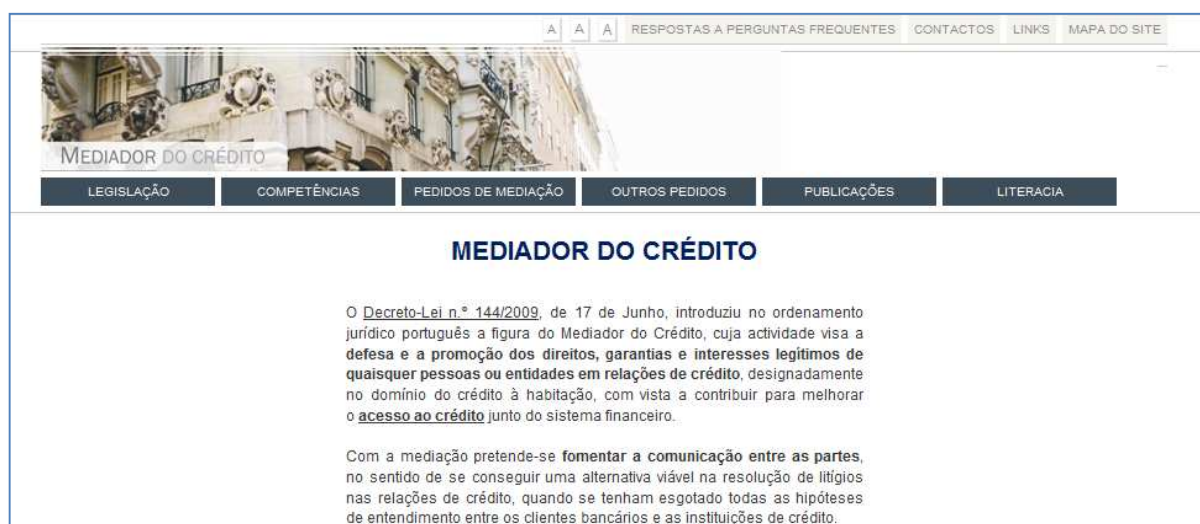 A A A RESPOSTAS A PERGUNTAS FREQUENTES CONTACTOS LINKS MAPA DO SITE
MEDIADOR DO CRÉDITO
LEGISLAÇÃO COMPETÊNCIAS PEDIDOS DE MEDIAÇÃO OUTROS PEDIDOS PUBLICAÇÕES LITERACIA
MEDIADOR DO CRÉDITO
O Decreto-Lei n.º 144/2009, de 17 de Junho, introduziu no ordenamento
jurídico português a figura do Mediador do Crédito, cuja actividade visa a
defesa e a promoção dos direitos, garantias e interesses legítimos de
quaisquer pessoas ou entidades em relações de crédito, designadamente
no domínio do crédito à habitação, com vista a contribuir para melhorar
o acesso ao crédito junto do sistema financeiro.
Com a mediação pretende-se fomentar a comunicação entre as partes,
no sentido de se conseguir uma alternativa viável na resolução de litígios
nas relações de crédito, quando se tenham esgotado todas as hipóteses
de entendimento entre os clientes bancários e as instituições de crédito.